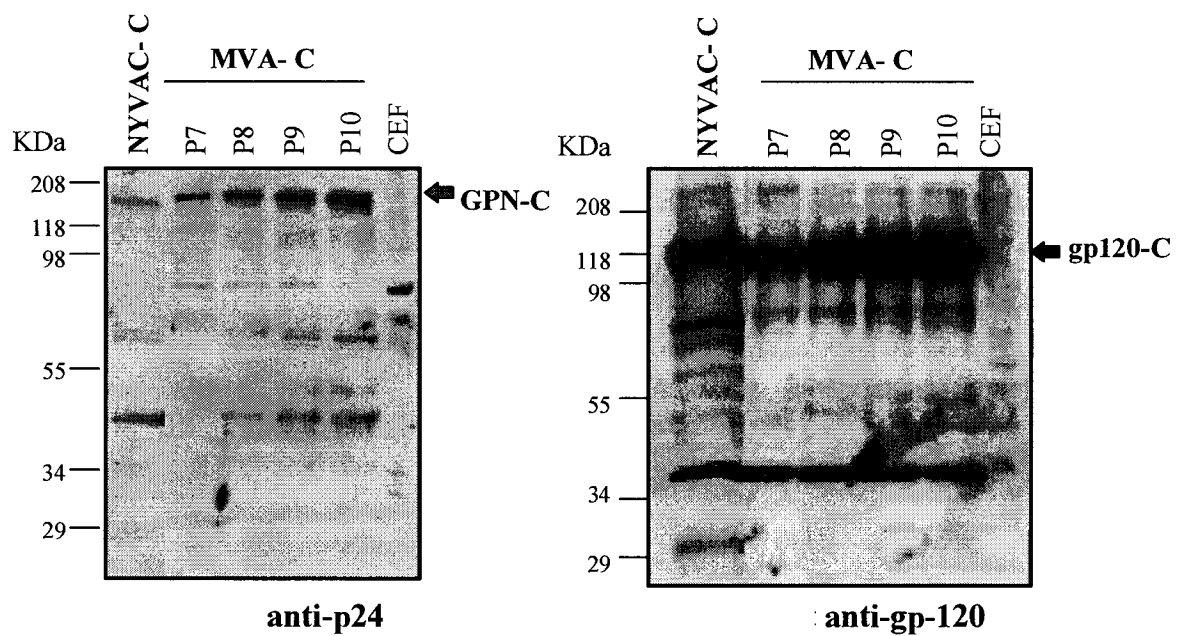 NYVAC- C
MVA- C
P7
P8
P9
P10
CEF
KDa
208
118
98
55
34
29
GPN-C
anti-p24
NYVAC- C
MVA- C
P7
P8
P9
P10
CEF
KDa
208
118
98
55
34
29
gp120-C
anti-gp-120